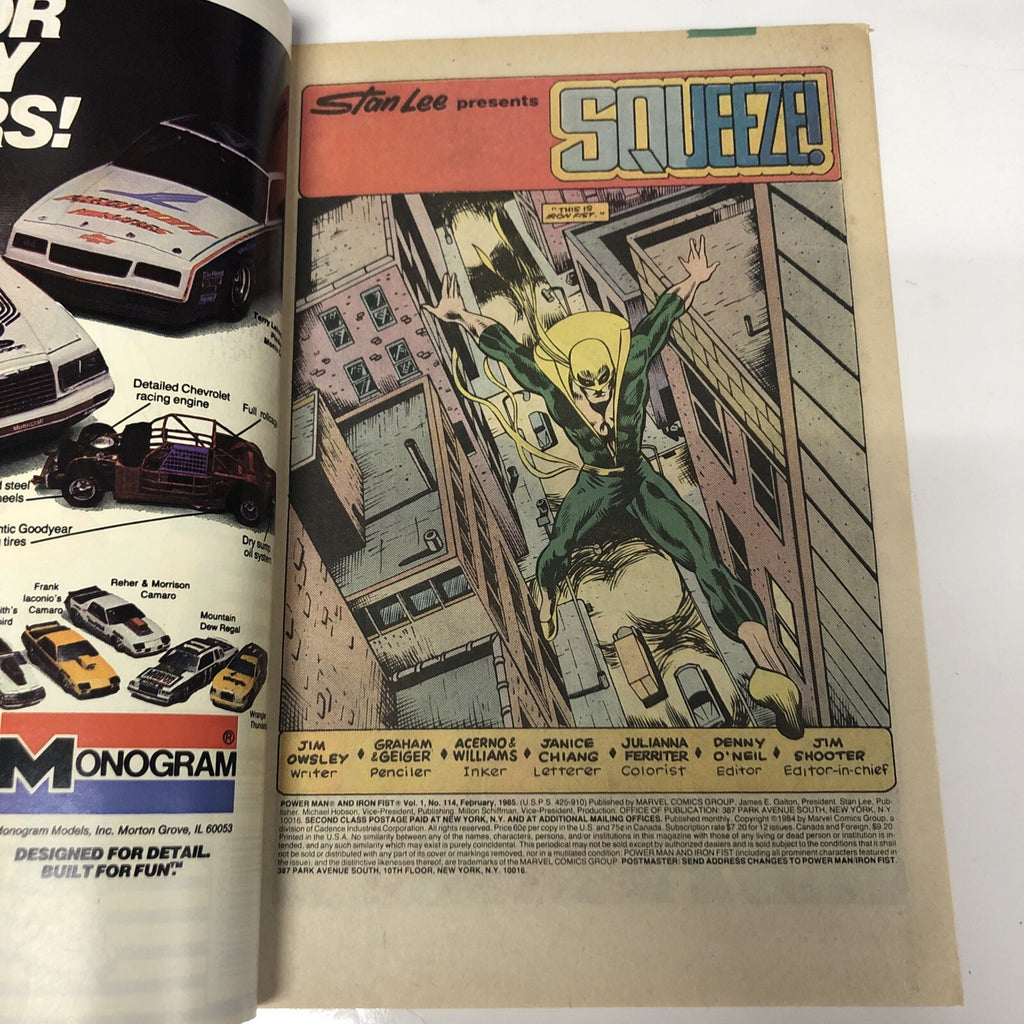 OR
Y
RS!
Detailed Chevrolet
racing engine
Full
steel
Dry sump
oil system
Goodyear
tires
Frank
Iaconio's
Camaro
Reher & Morrison
Camaro
Mountain
Dew Regal
MONOGRAM®
Monogram Models, Inc. Morton Grove, IL 60053
DESIGNED FOR DETAIL.
BUILT FOR FUN.™
Stan Lee presents
SQUEEZE!
"THIS IS
IRON FIST."
JIM OWSLEY Writer ♦ GRAHAM & GEIGER Penciler ♦ ACERNO & WILLIAMS Inker ♦ JANICE CHIANG Letterer ♦ JULIANNA FERRITER Colorist ♦ DENNY O'NEIL Editor ♦ JIM SHOOTER Editor-in-chief
POWER MAN® AND IRON FIST® Vol. 1, No. 114, February, 1985. (U.S.P.S. 425-910) Published by MARVEL COMICS GROUP, James E. Galton, President. Stan Lee, Pub-
lisher. Michael Hobson, Vice-President, Publishing. Milton Schiffman, Vice-President, Production. OFFICE OF PUBLICATION: 387 PARK AVENUE SOUTH, NEW YORK, N.Y.
10016. SECOND CLASS POSTAGE PAID AT NEW YORK, N.Y. AND AT ADDITIONAL MAILING OFFICES. Published monthly. Copyright ©1984 by Marvel Comics Group, a
division of Cadence Industries Corporation. All rights reserved. Price 60¢ per copy in the U.S. and 75¢ in Canada. Subscription rate $7.20 for 12 issues. Canada and Foreign, $9.20.
Printed in the U.S.A. No similarity between any of the names, characters, persons, and/or institutions in this magazine with those of any living or dead person or institution is in-
tended, and any such similarity which may exist is purely coincidental. This periodical may not be sold except by authorized dealers and is sold subject to the conditions that it shall
not be sold or distributed with any part of its cover or markings removed, nor in a mutilated condition. POWER MAN AND IRON FIST (including all prominent characters featured in
the issue), and the distinctive likenesses thereof, are trademarks of the MARVEL COMICS GROUP. POSTMASTER: SEND ADDRESS CHANGES TO POWER MAN/IRON FIST,
387 PARK AVENUE SOUTH, 10TH FLOOR, NEW YORK, N.Y. 10016.